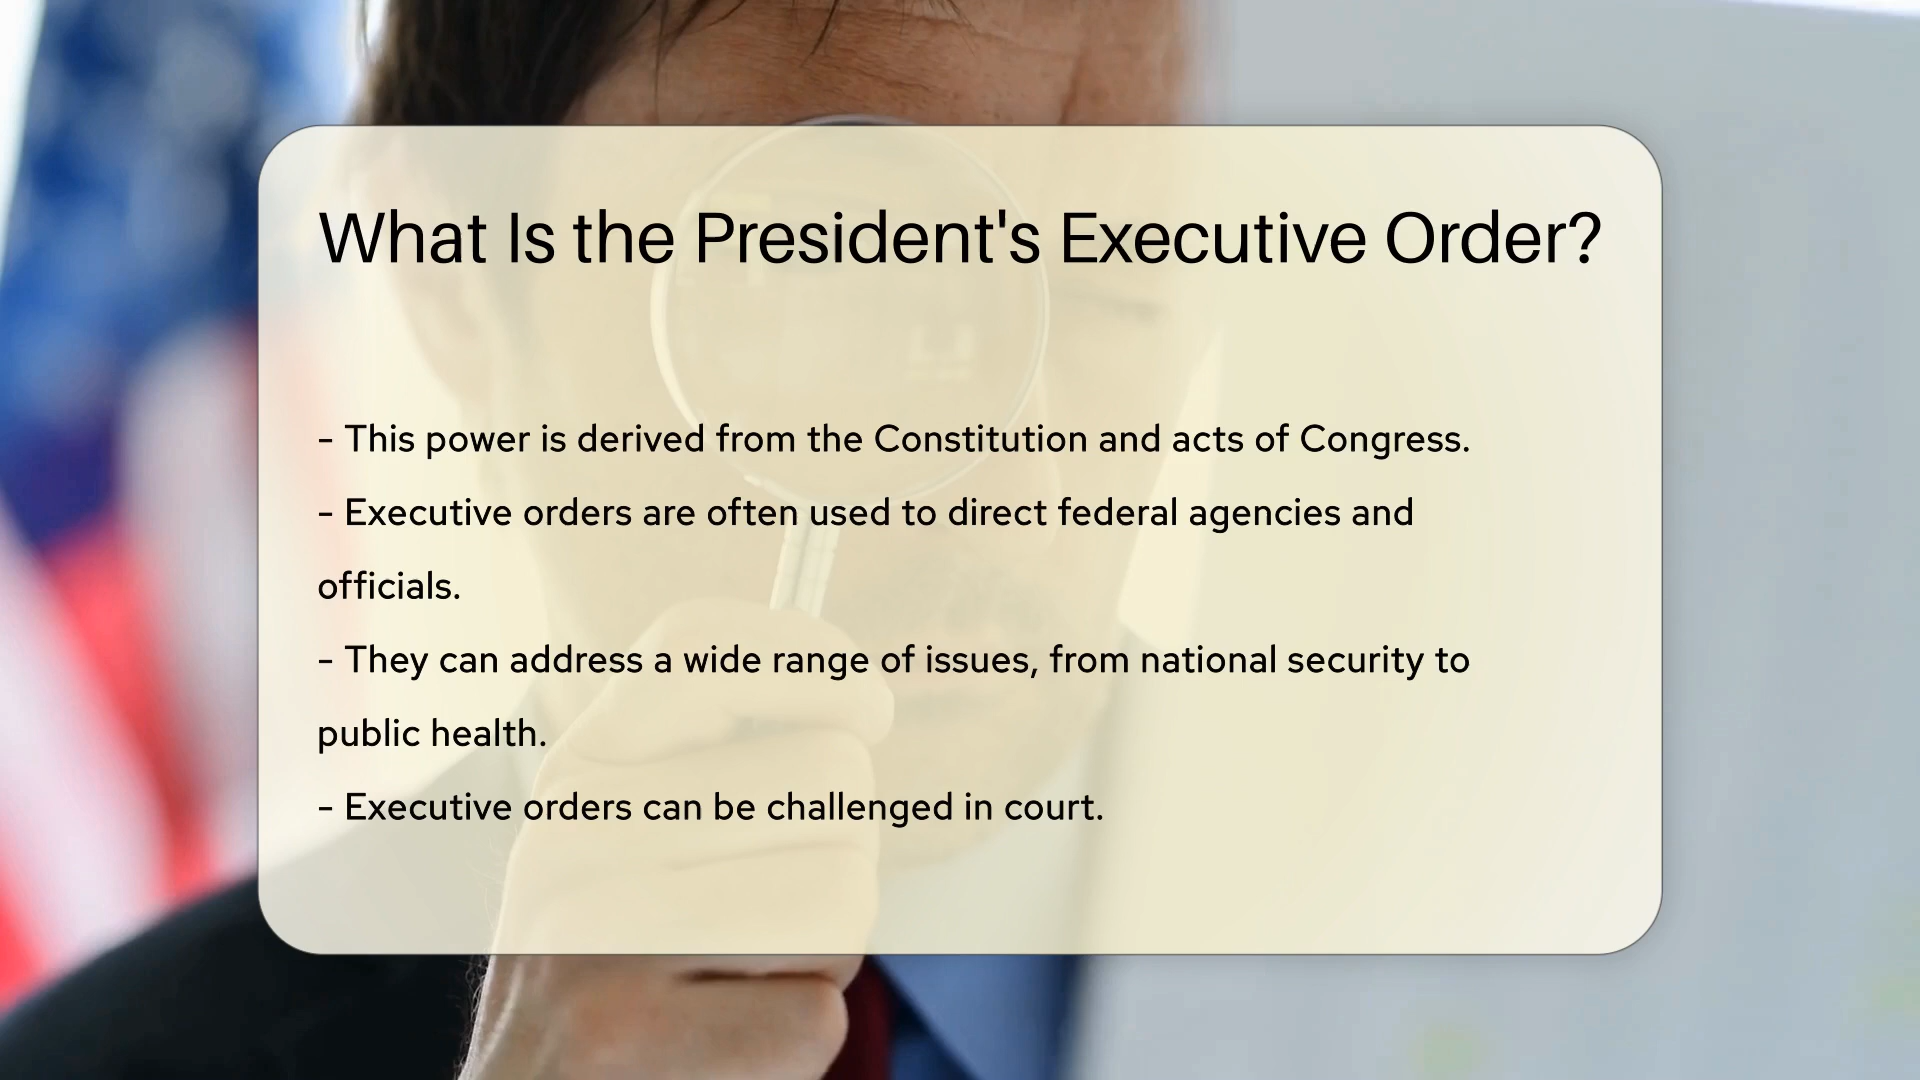 What Is the President's Executive Order?
- This power is derived from the Constitution and acts of Congress.
- Executive orders are often used to direct federal agencies and
officials.
- They can address a wide range of issues, from national security to
public health.
- Executive orders can be challenged in court.